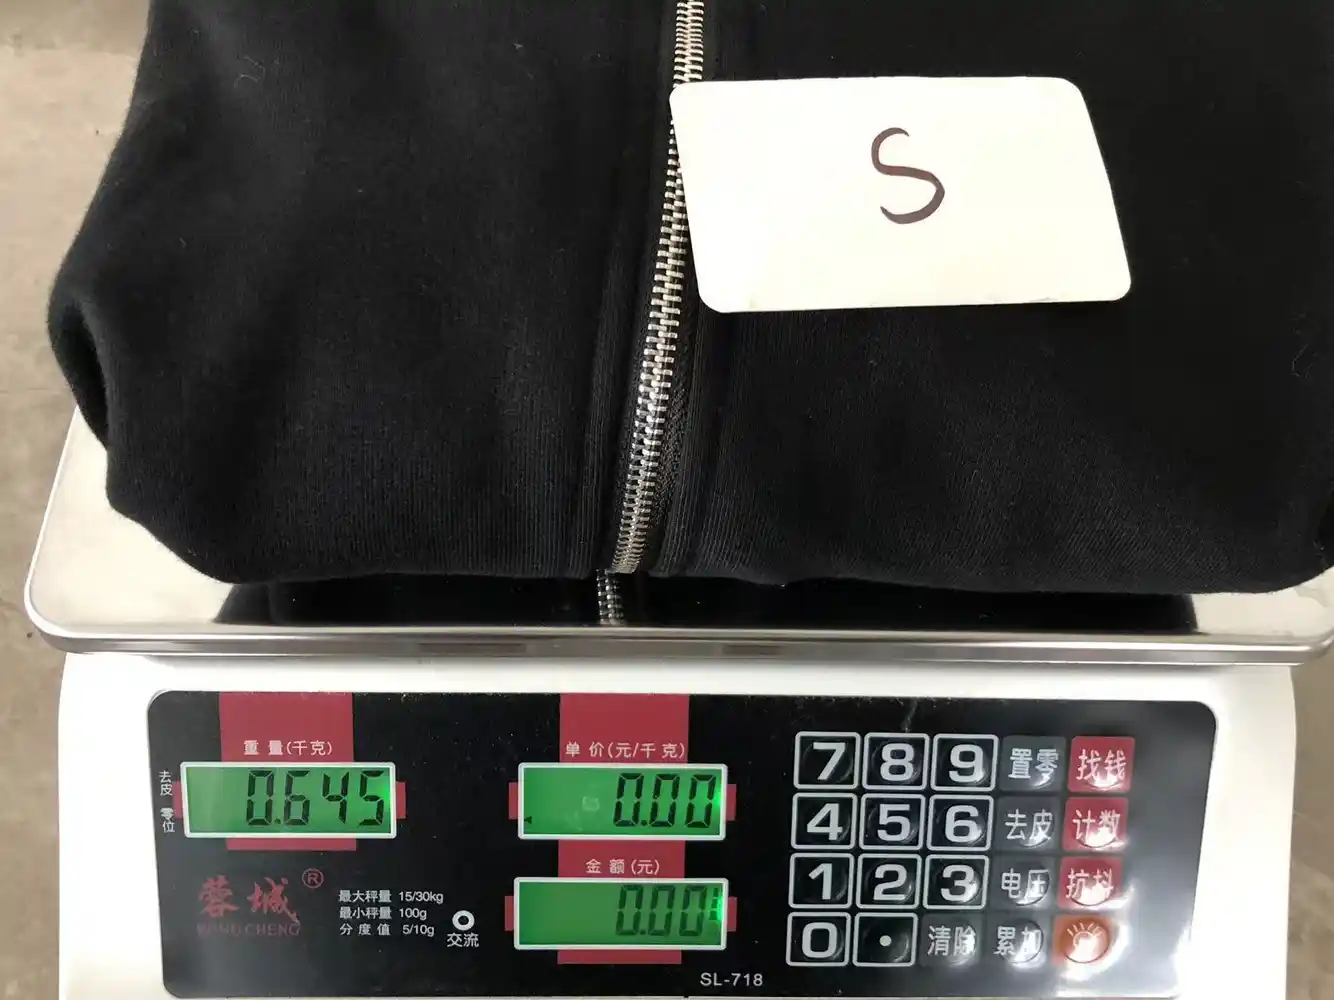 S
重量(千克)
单价(元/千克)
去皮 零位
0.645
0.00
金额(元)
0.00
7 8 9 置零 找钱
4 5 6 去皮 计数
1 2 3 电压 抗抖
0 . 清除 累加
蓉城®
RONGCHENG
最大秤量 15/30kg
最小秤量 100g
分度值 5/10g
交流
SL-718